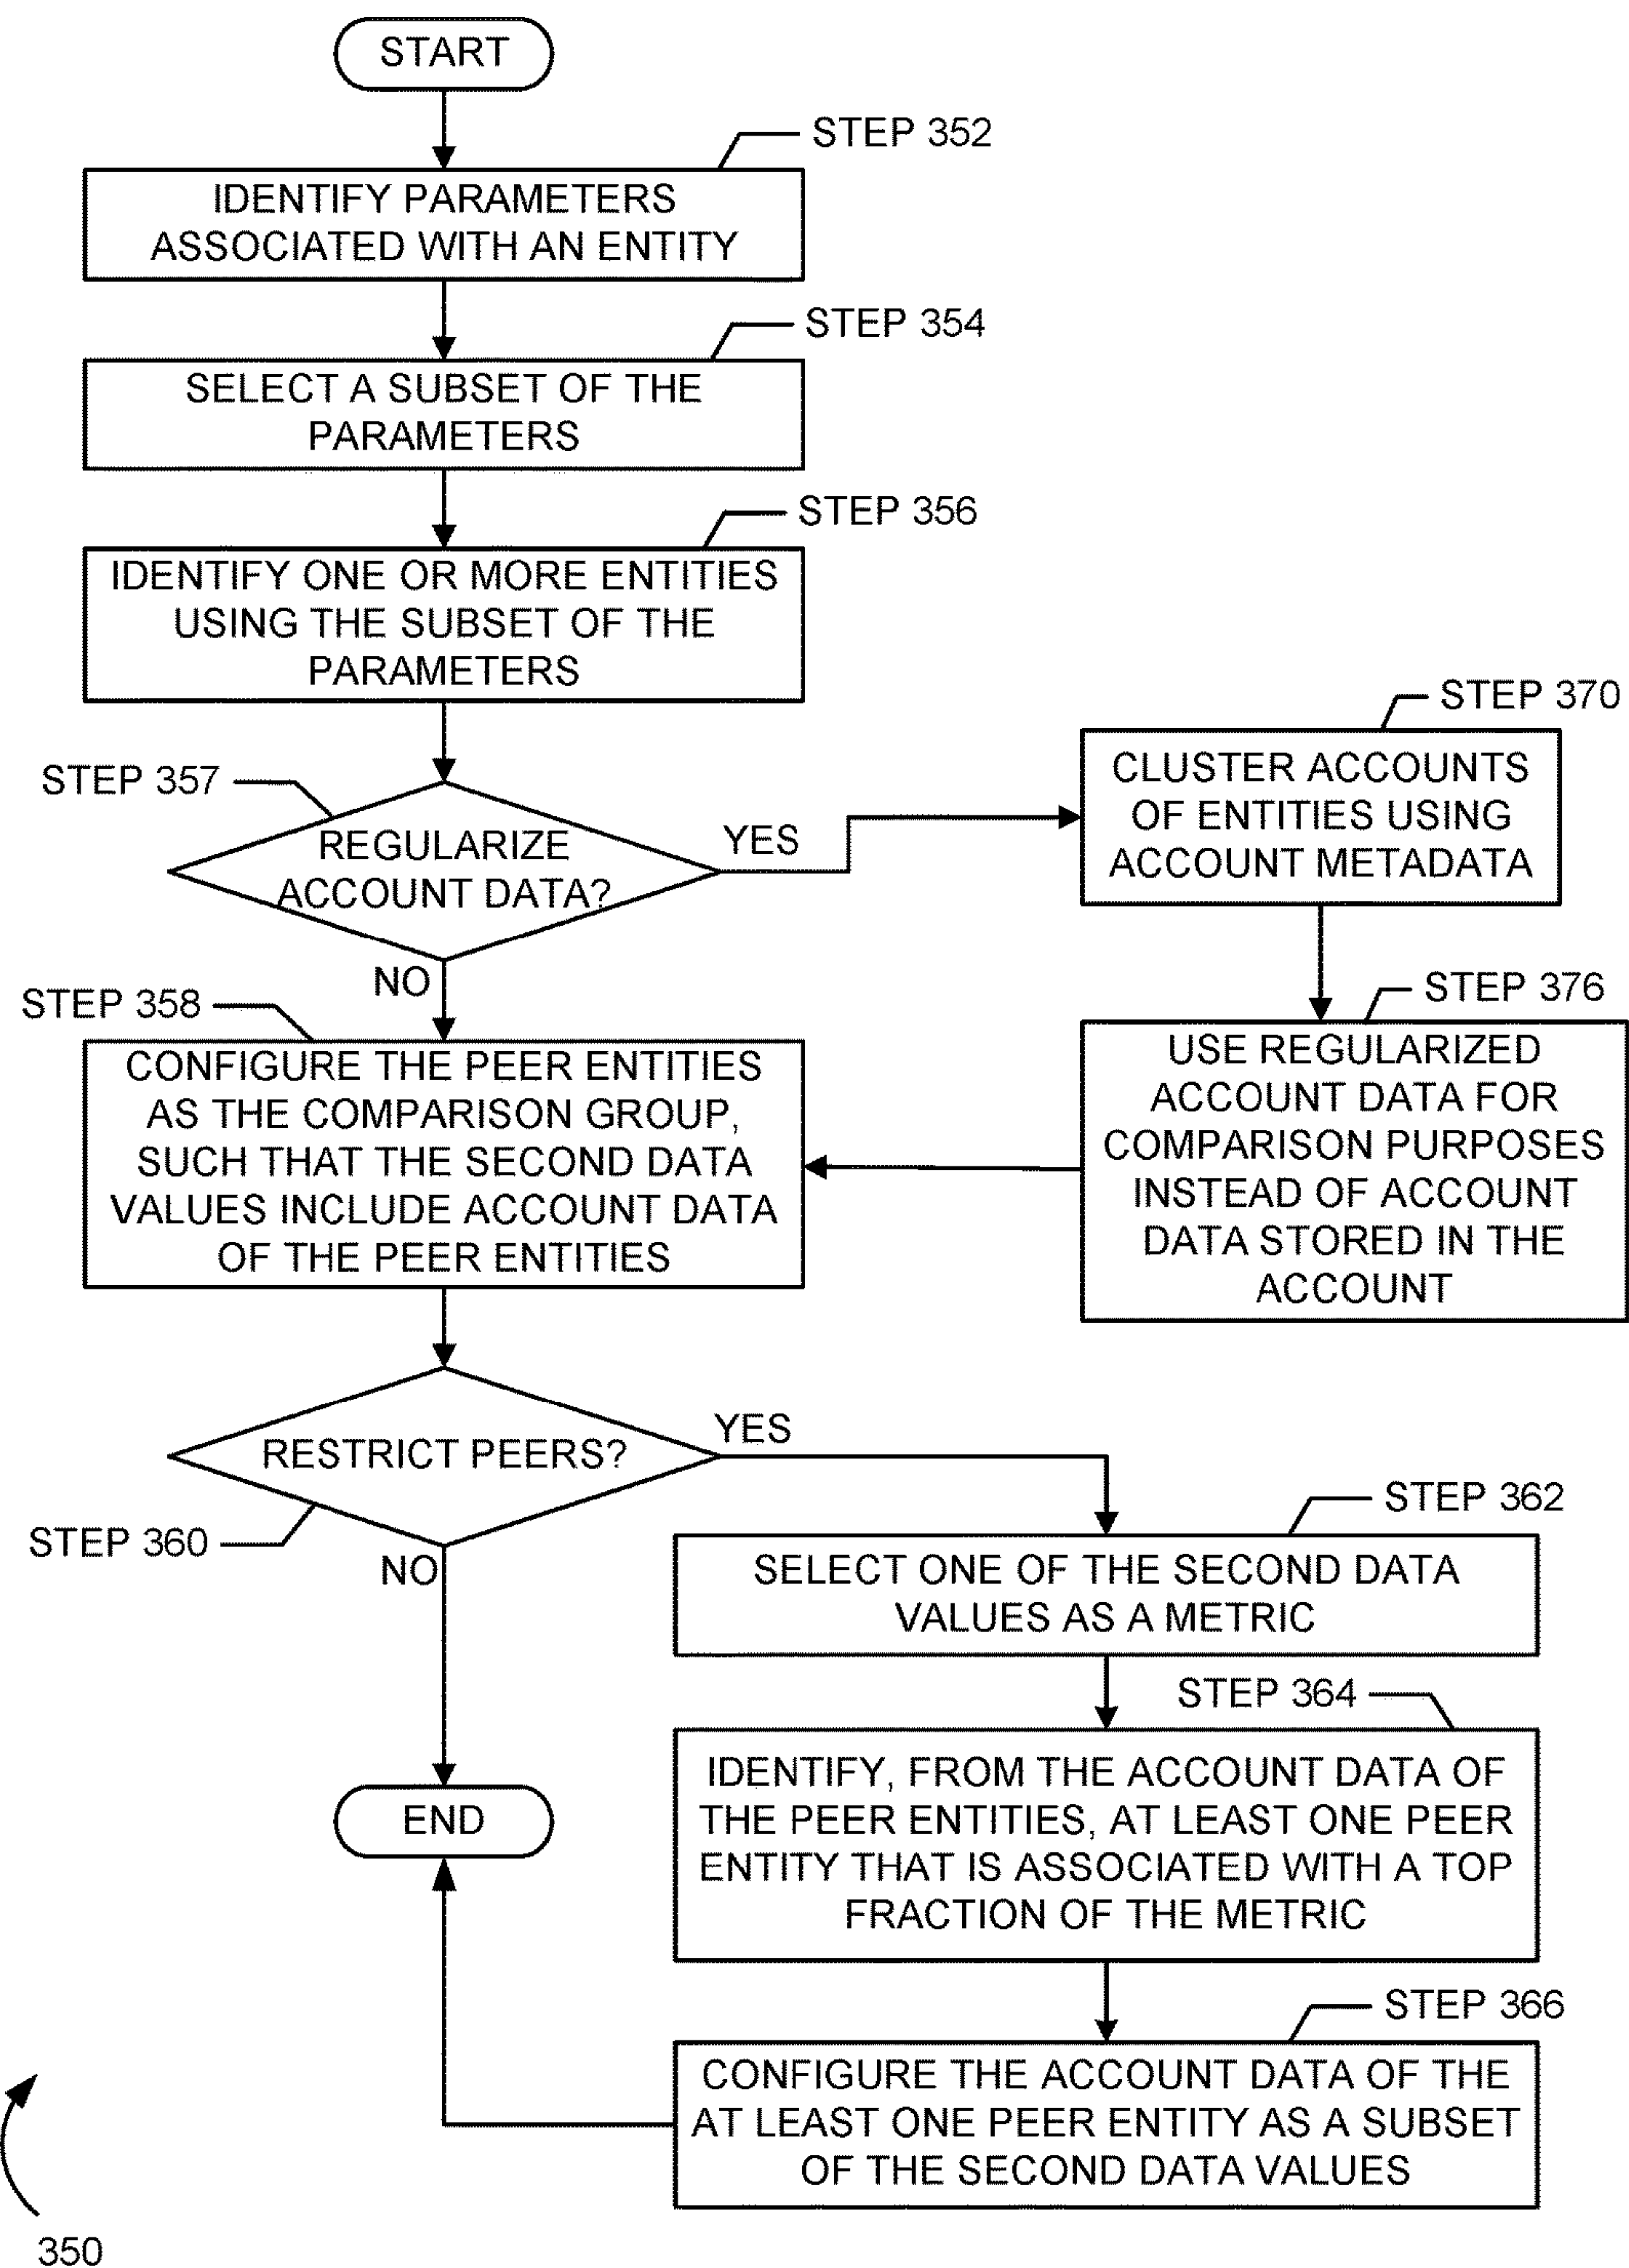 START
STEP 352
IDENTIFY PARAMETERS
ASSOCIATED WITH AN ENTITY
STEP 354
SELECT A SUBSET OF THE
PARAMETERS
STEP 356
IDENTIFY ONE OR MORE ENTITIES
USING THE SUBSET OF THE
PARAMETERS
STEP 357
REGULARIZE
ACCOUNT DATA?
YES
NO
STEP 370
CLUSTER ACCOUNTS
OF ENTITIES USING
ACCOUNT METADATA
STEP 376
USE REGULARIZED
ACCOUNT DATA FOR
COMPARISON PURPOSES
INSTEAD OF ACCOUNT
DATA STORED IN THE
ACCOUNT
STEP 358
CONFIGURE THE PEER ENTITIES
AS THE COMPARISON GROUP,
SUCH THAT THE SECOND DATA
VALUES INCLUDE ACCOUNT DATA
OF THE PEER ENTITIES
RESTRICT PEERS?
YES
STEP 360
NO
STEP 362
SELECT ONE OF THE SECOND DATA
VALUES AS A METRIC
STEP 364
IDENTIFY, FROM THE ACCOUNT DATA OF
THE PEER ENTITIES, AT LEAST ONE PEER
ENTITY THAT IS ASSOCIATED WITH A TOP
FRACTION OF THE METRIC
END
STEP 366
CONFIGURE THE ACCOUNT DATA OF THE
AT LEAST ONE PEER ENTITY AS A SUBSET
OF THE SECOND DATA VALUES
350